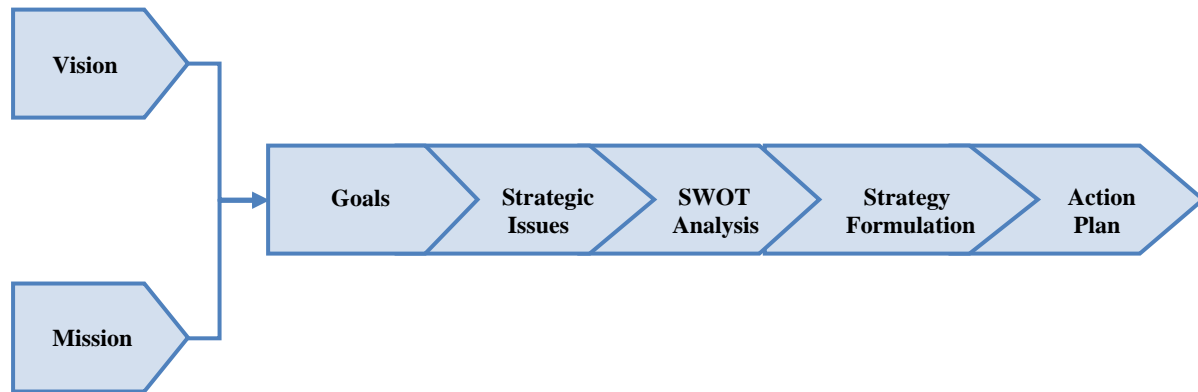 Vision
Goals
Strategic
Issues
SWOT
Analysis
Strategy
Formulation
Action
Plan
Mission